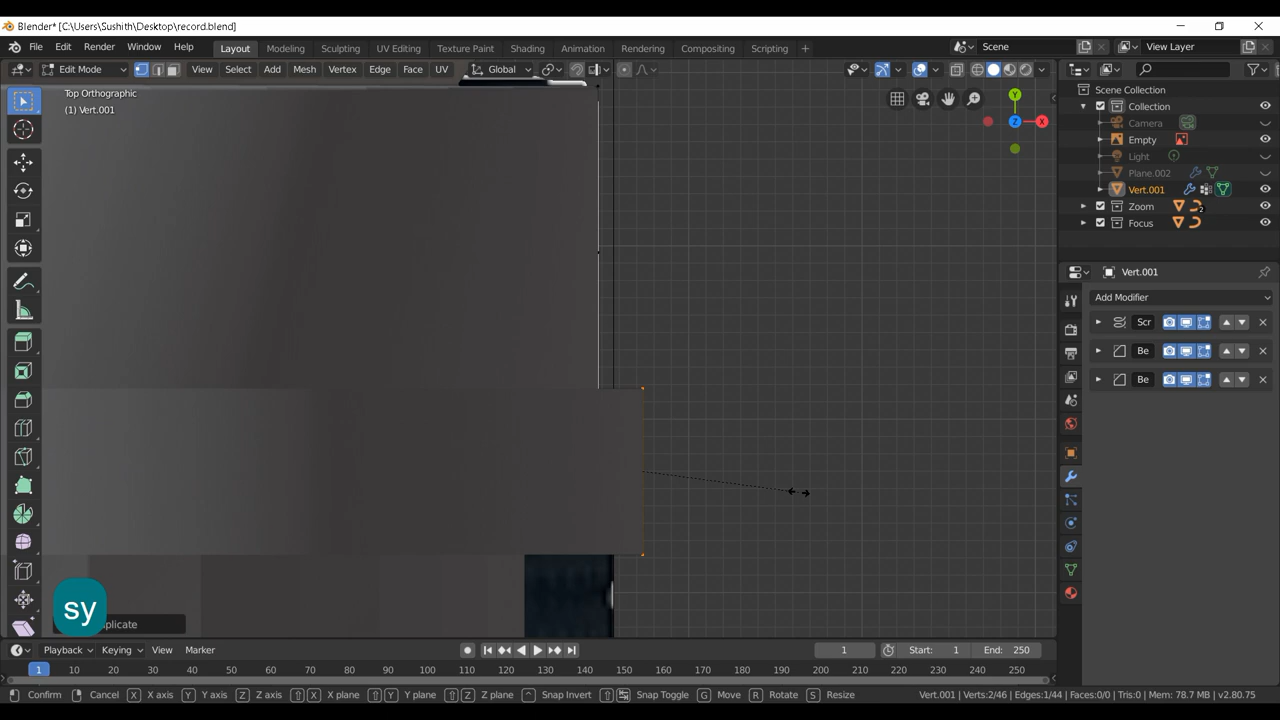 Blender* [C:\Users\Sushith\Desktop\record.blend]
File Edit Render Window Help
Layout Modeling Sculpting UV Editing Texture Paint Shading Animation Rendering Compositing Scripting +
Scene View Layer
Edit Mode View Select Add Mesh Vertex Edge Face UV Global
Top Orthographic
(1) Vert.001
Y
Z
X
Scene Collection
Collection
Camera
Empty
Light
Plane.002
Vert.001
Zoom 2
Focus
Vert.001
Add Modifier
Scr
Be
Be
sy
plicate
Playback Keying View Marker 1 Start: 1 End: 250
1 10 20 30 40 50 60 70 80 90 100 110 120 130 140 150 160 170 180 190 200 210 220 230 240 250
Confirm Cancel X X axis Y Y axis Z Z axis X X plane Y Y plane Z Z plane Snap Invert Snap Toggle G Move R Rotate S Resize Vert.001 | Verts:2/46 | Edges:1/44 | Faces:0/0 | Tris:0 | Mem: 78.7 MB | v2.80.75